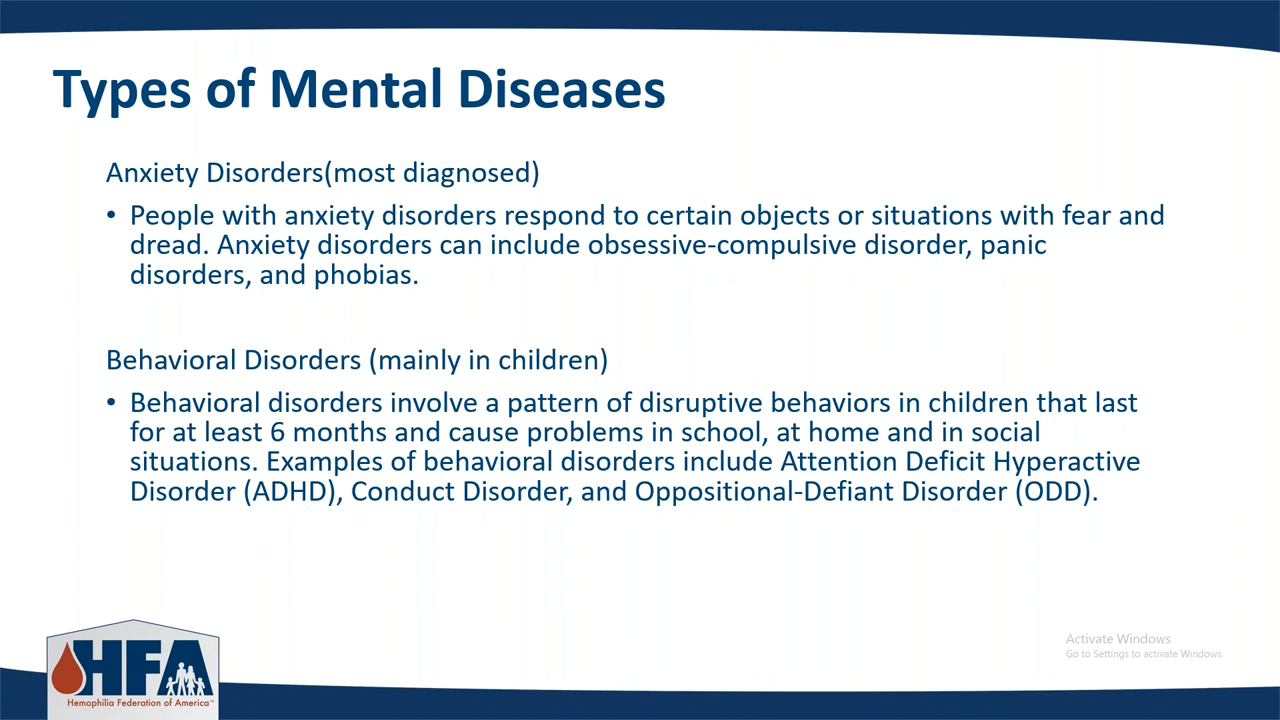 Types of Mental Diseases
Anxiety Disorders(most diagnosed)
• People with anxiety disorders respond to certain objects or situations with fear and
dread. Anxiety disorders can include obsessive-compulsive disorder, panic
disorders, and phobias.
Behavioral Disorders (mainly in children)
• Behavioral disorders involve a pattern of disruptive behaviors in children that last
for at least 6 months and cause problems in school, at home and in social
situations. Examples of behavioral disorders include Attention Deficit Hyperactive
Disorder (ADHD), Conduct Disorder, and Oppositional-Defiant Disorder (ODD).
HFA
Hemophilia Federation of America™
Activate Windows
Go to Settings to activate Windows.